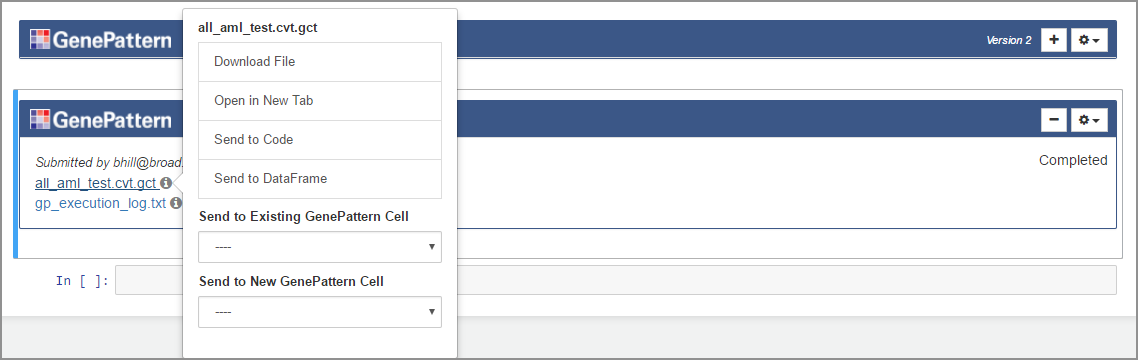 GenePattern
Version 2
all_aml_test.cvt.gct
Download File
Open in New Tab
Send to Code
Send to DataFrame
Send to Existing GenePattern Cell
----
Send to New GenePattern Cell
----
GenePattern
Submitted by bhill@broad.
Completed
all_aml_test.cvt.gct
gp_execution_log.txt
In [ ]: